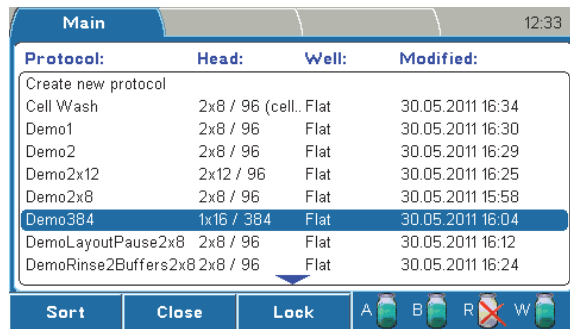 Main 12:33
Protocol: Head: Well: Modified:
Create new protocol
Cell Wash 2x8 / 96 (cell.. Flat 30.05.2011 16:34
Demo1 2x8 / 96 Flat 30.05.2011 16:30
Demo2 2x8 / 96 Flat 30.05.2011 16:29
Demo2x12 2x12 / 96 Flat 30.05.2011 16:25
Demo2x8 2x8 / 96 Flat 30.05.2011 15:58
Demo384 1x16 / 384 Flat 30.05.2011 16:04
DemoLayoutPause2x8 2x8 / 96 Flat 30.05.2011 16:12
DemoRinse2Buffers2x8 2x8 / 96 Flat 30.05.2011 16:24
Sort Close Lock A B R W